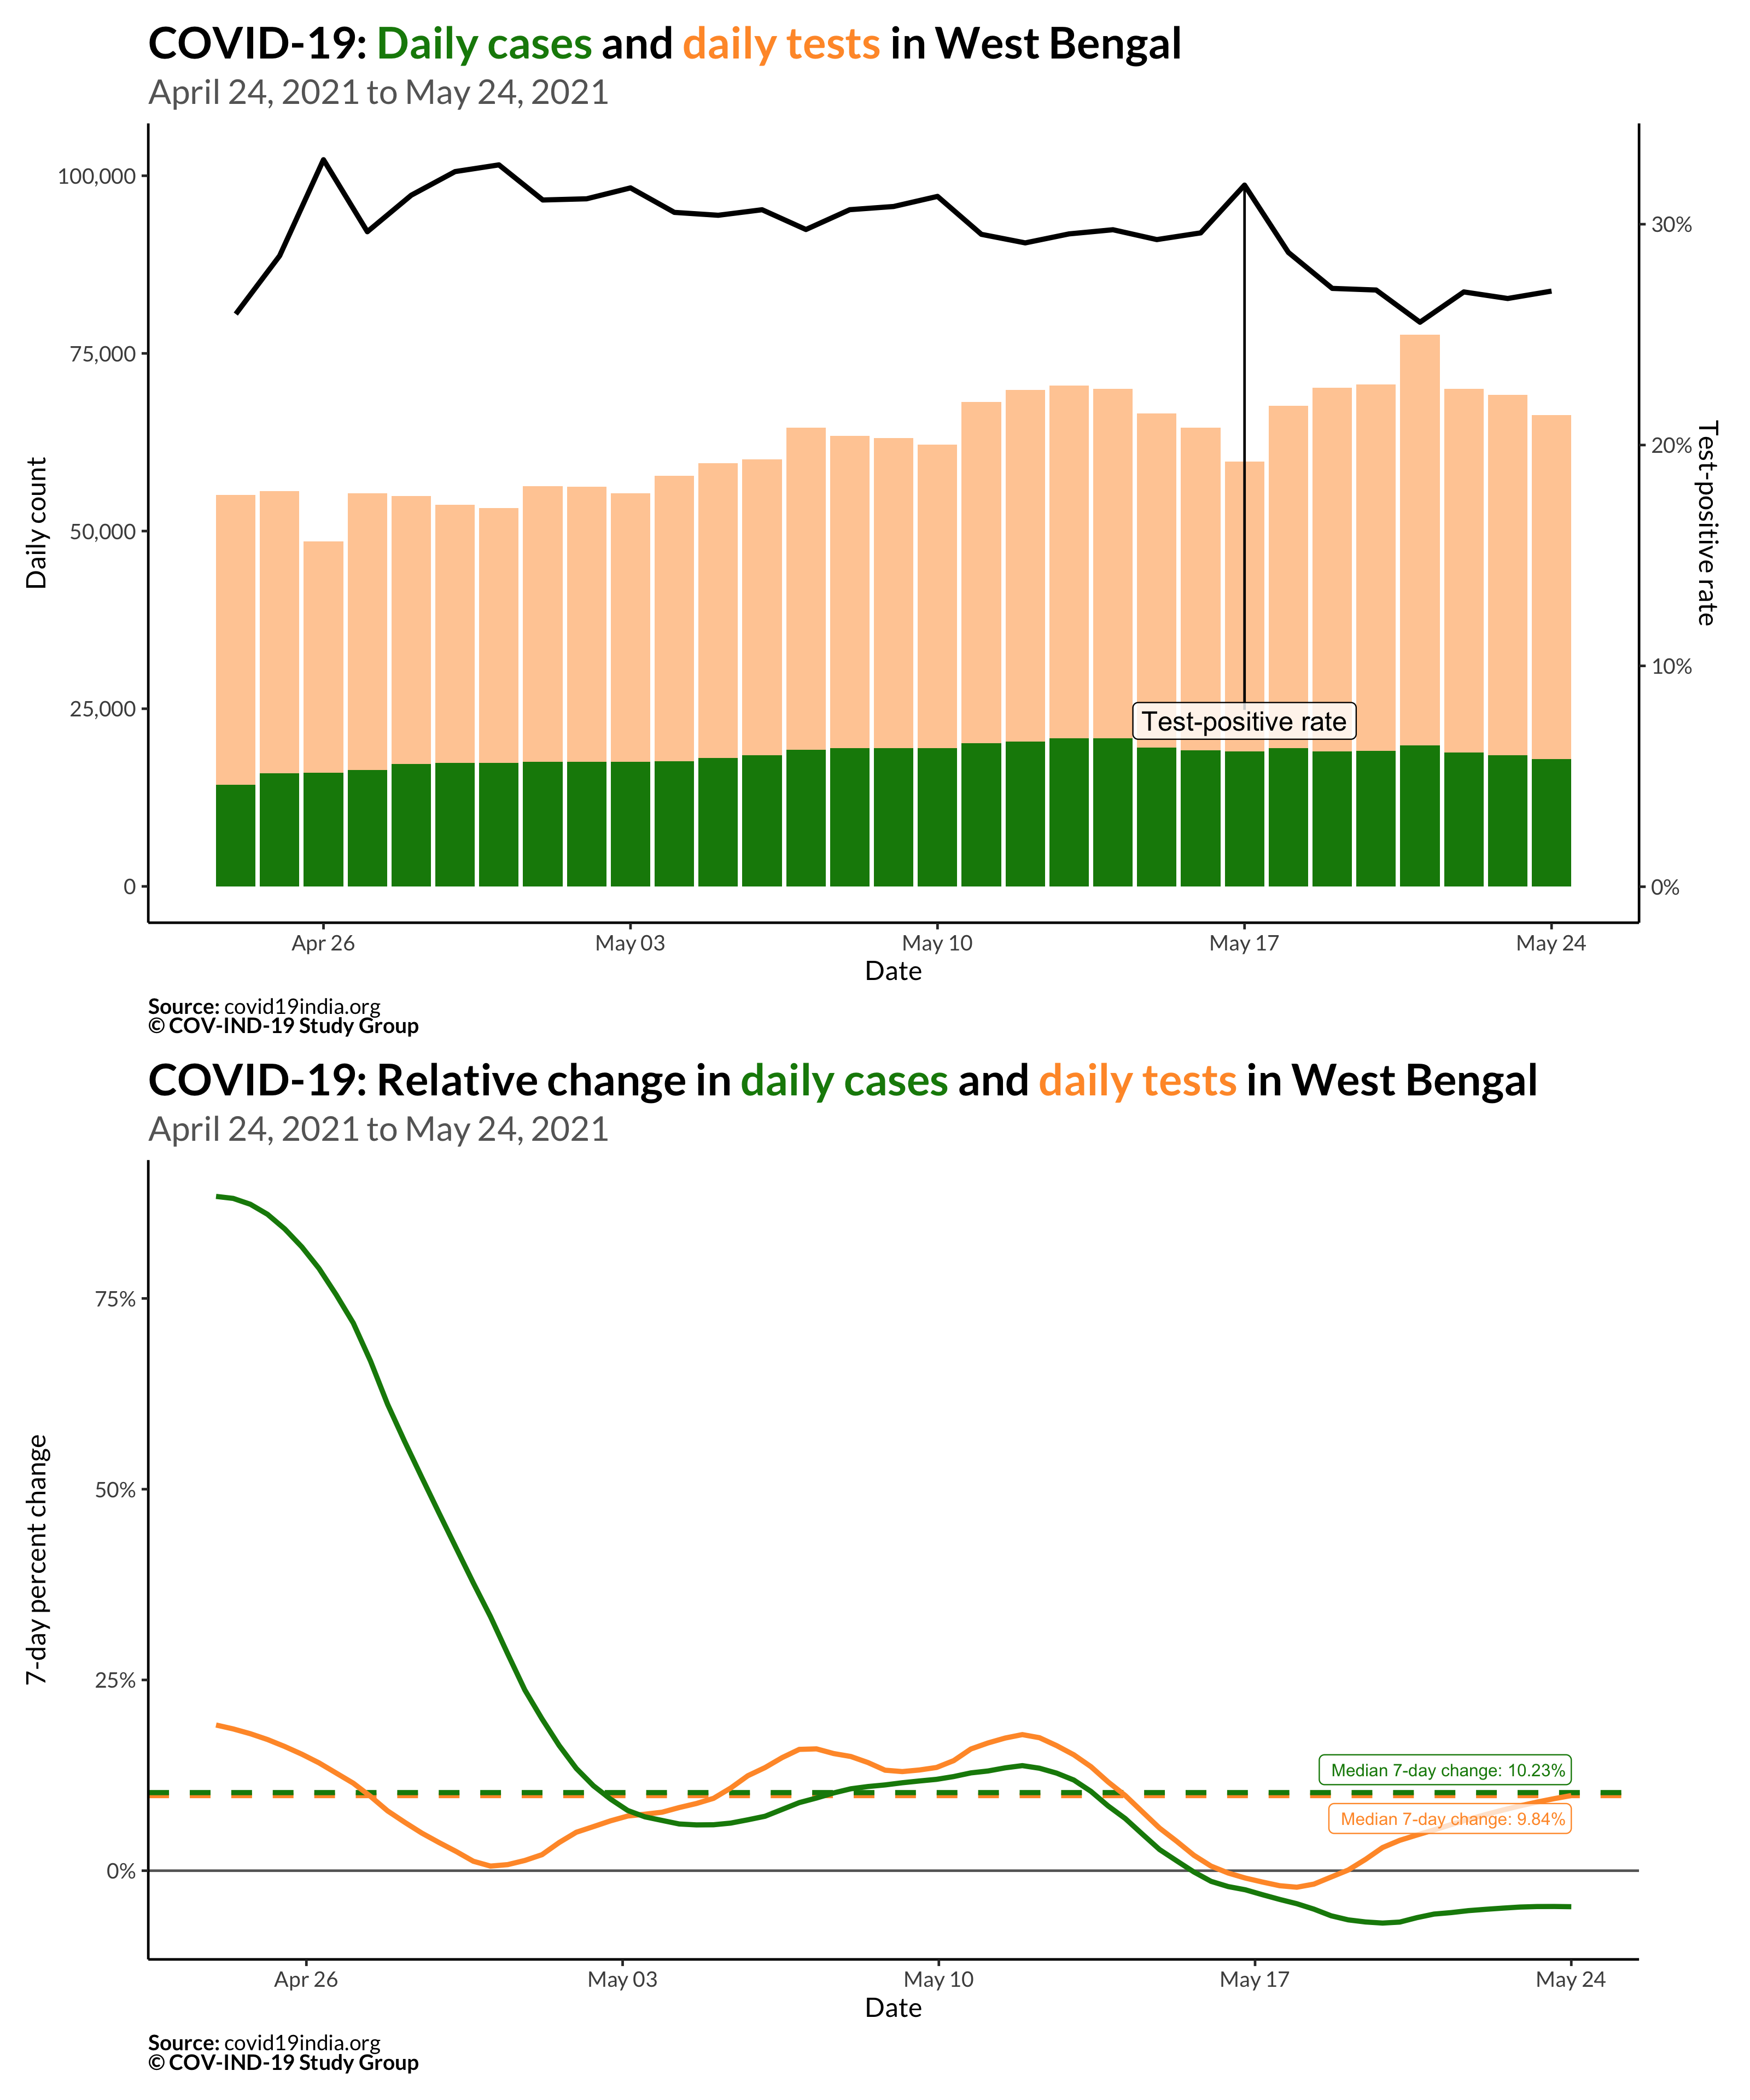 COVID-19: Daily cases and daily tests in West Bengal
April 24, 2021 to May 24, 2021
100,000
75,000
50,000
25,000
0
Daily count
30%
20%
10%
0%
Test-positive rate
Test-positive rate
Apr 26
May 03
May 10
May 17
May 24
Date
Source: covid19india.org
© COV-IND-19 Study Group
COVID-19: Relative change in daily cases and daily tests in West Bengal
April 24, 2021 to May 24, 2021
75%
50%
25%
0%
7-day percent change
Median 7-day change: 10.23%
Median 7-day change: 9.84%
Apr 26
May 03
May 10
May 17
May 24
Date
Source: covid19india.org
© COV-IND-19 Study Group